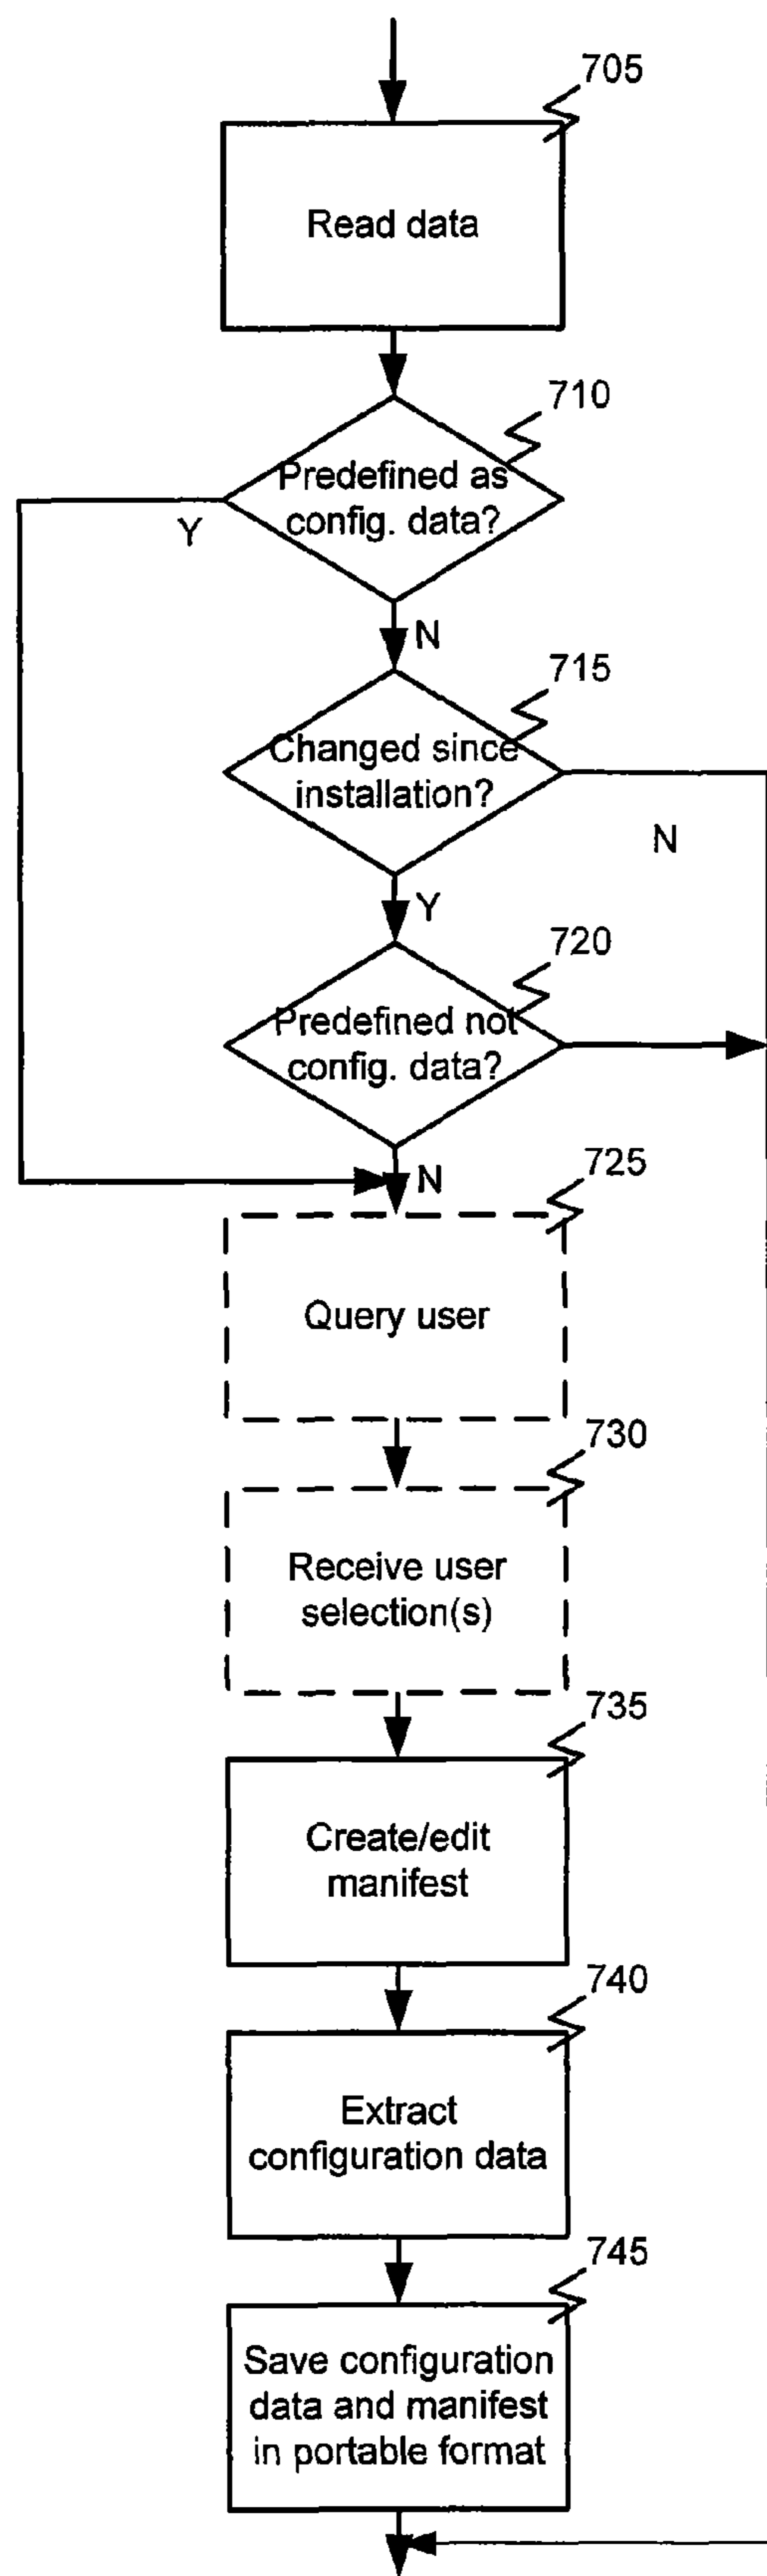 705
Read data
710
Predefined as
config. data?
Y
N
715
Changed since
installation?
N
Y
720
Predefined not
config. data?
N
725
Query user
730
Receive user
selection(s)
735
Create/edit
manifest
740
Extract
configuration data
745
Save configuration
data and manifest
in portable format